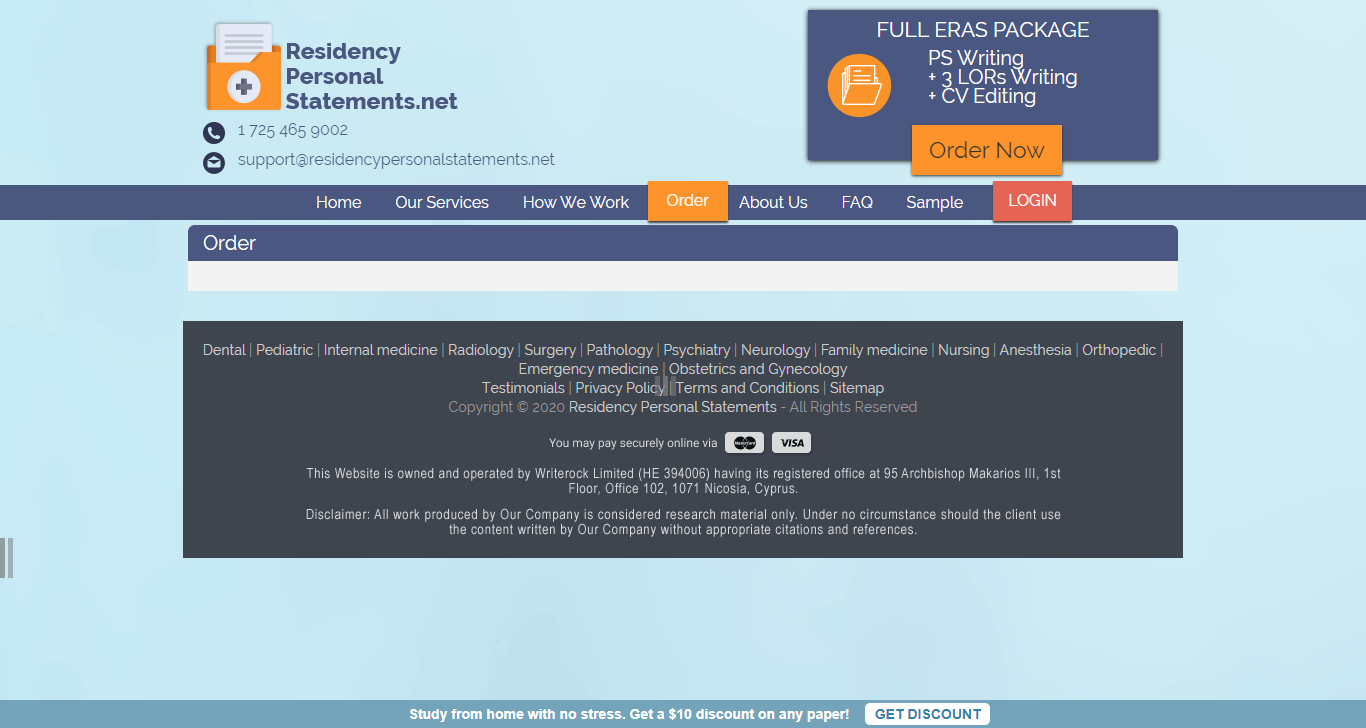 Residency
Personal
Statements.net
1 725 465 9002
support@residencypersonalstatements.net
FULL ERAS PACKAGE
PS Writing
+ 3 LORs Writing
+ CV Editing
Order Now
Home Our Services How We Work Order About Us FAQ Sample LOGIN
Order
Dental | Pediatric | Internal medicine | Radiology | Surgery | Pathology | Psychiatry | Neurology | Family medicine | Nursing | Anesthesia | Orthopedic |
Emergency medicine | Obstetrics and Gynecology
Testimonials | Privacy Policy | Terms and Conditions | Sitemap
Copyright © 2020 Residency Personal Statements - All Rights Reserved
You may pay securely online via MasterCard VISA
This Website is owned and operated by Writerock Limited (HE 394006) having its registered office at 95 Archbishop Makarios III, 1st
Floor, Office 102, 1071 Nicosia, Cyprus.
Disclaimer: All work produced by Our Company is considered research material only. Under no circumstance should the client use
the content written by Our Company without appropriate citations and references.
Study from home with no stress. Get a $10 discount on any paper! GET DISCOUNT